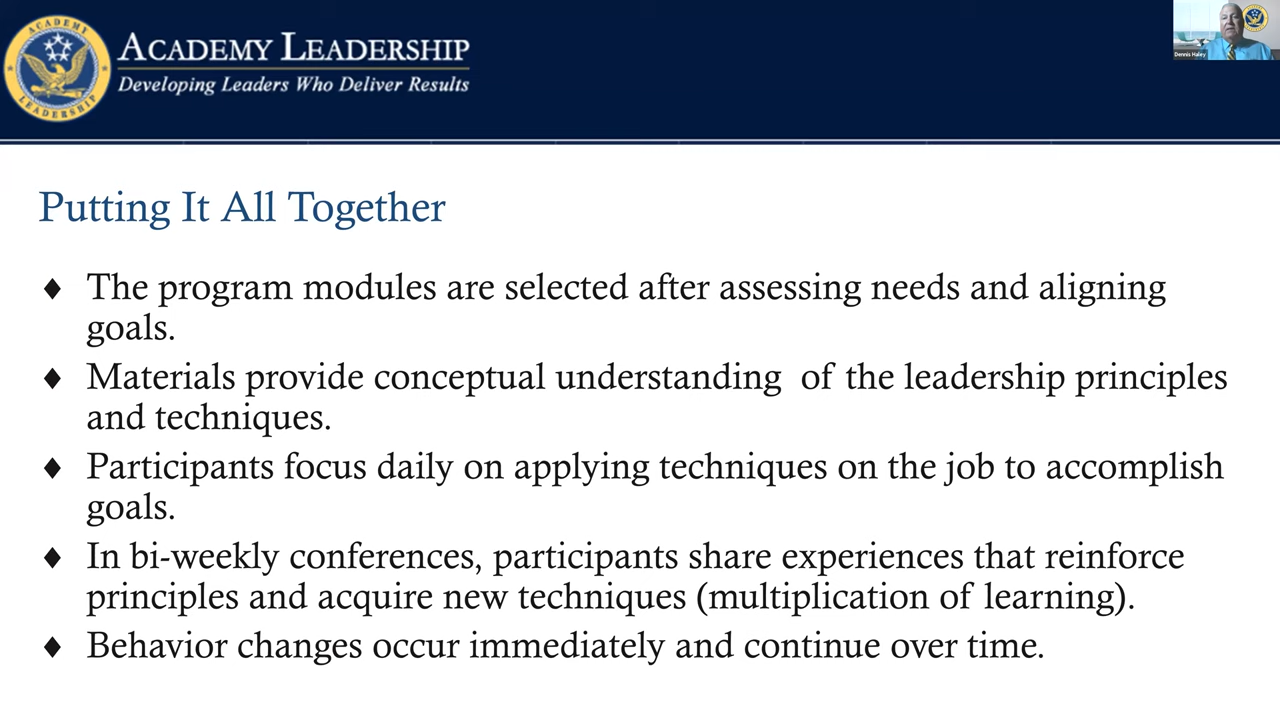 ACADEMY LEADERSHIP
ACADEMY LEADERSHIP
Developing Leaders Who Deliver Results
Dennis Haley
Putting It All Together
♦ The program modules are selected after assessing needs and aligning
goals.
♦ Materials provide conceptual understanding of the leadership principles
and techniques.
♦ Participants focus daily on applying techniques on the job to accomplish
goals.
♦ In bi-weekly conferences, participants share experiences that reinforce
principles and acquire new techniques (multiplication of learning).
♦ Behavior changes occur immediately and continue over time.